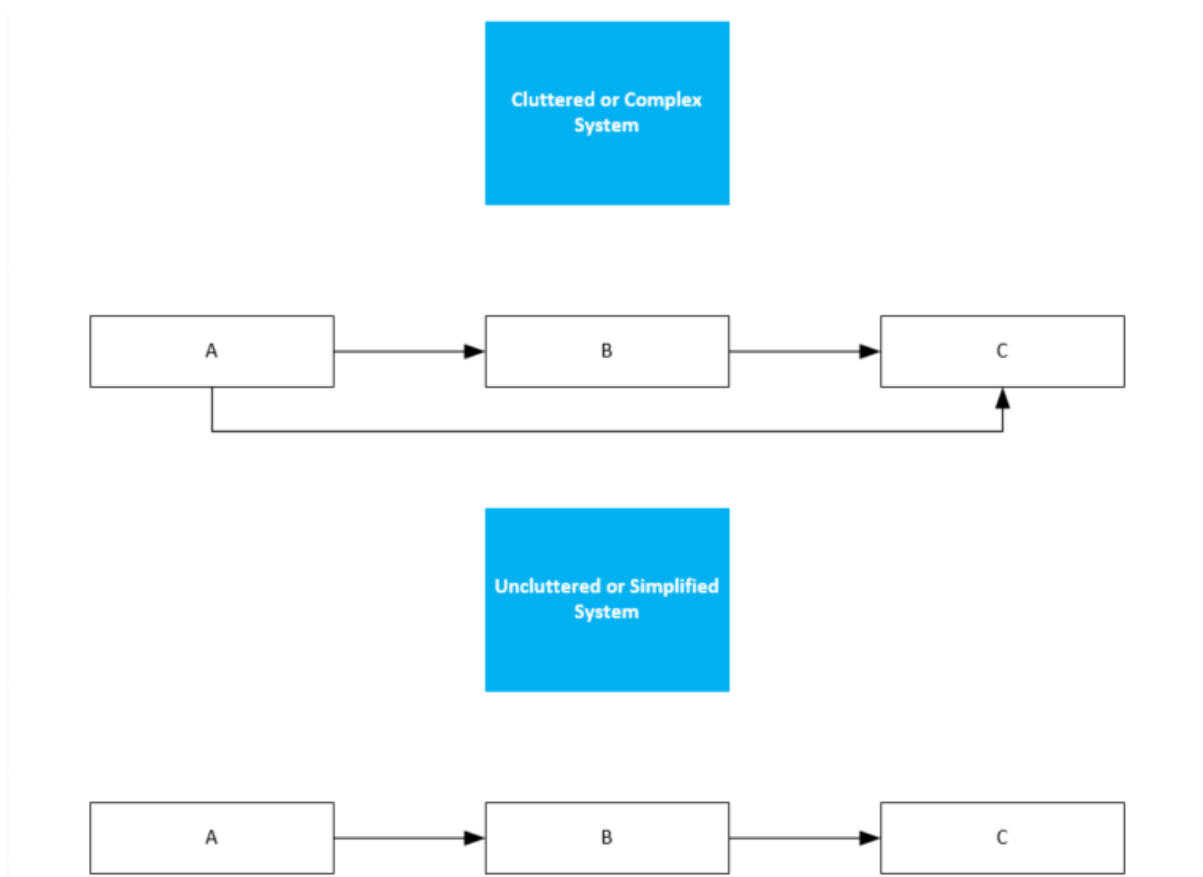 Cluttered or Complex
System
A
B
C
Uncluttered or Simplified
System
A
B
C